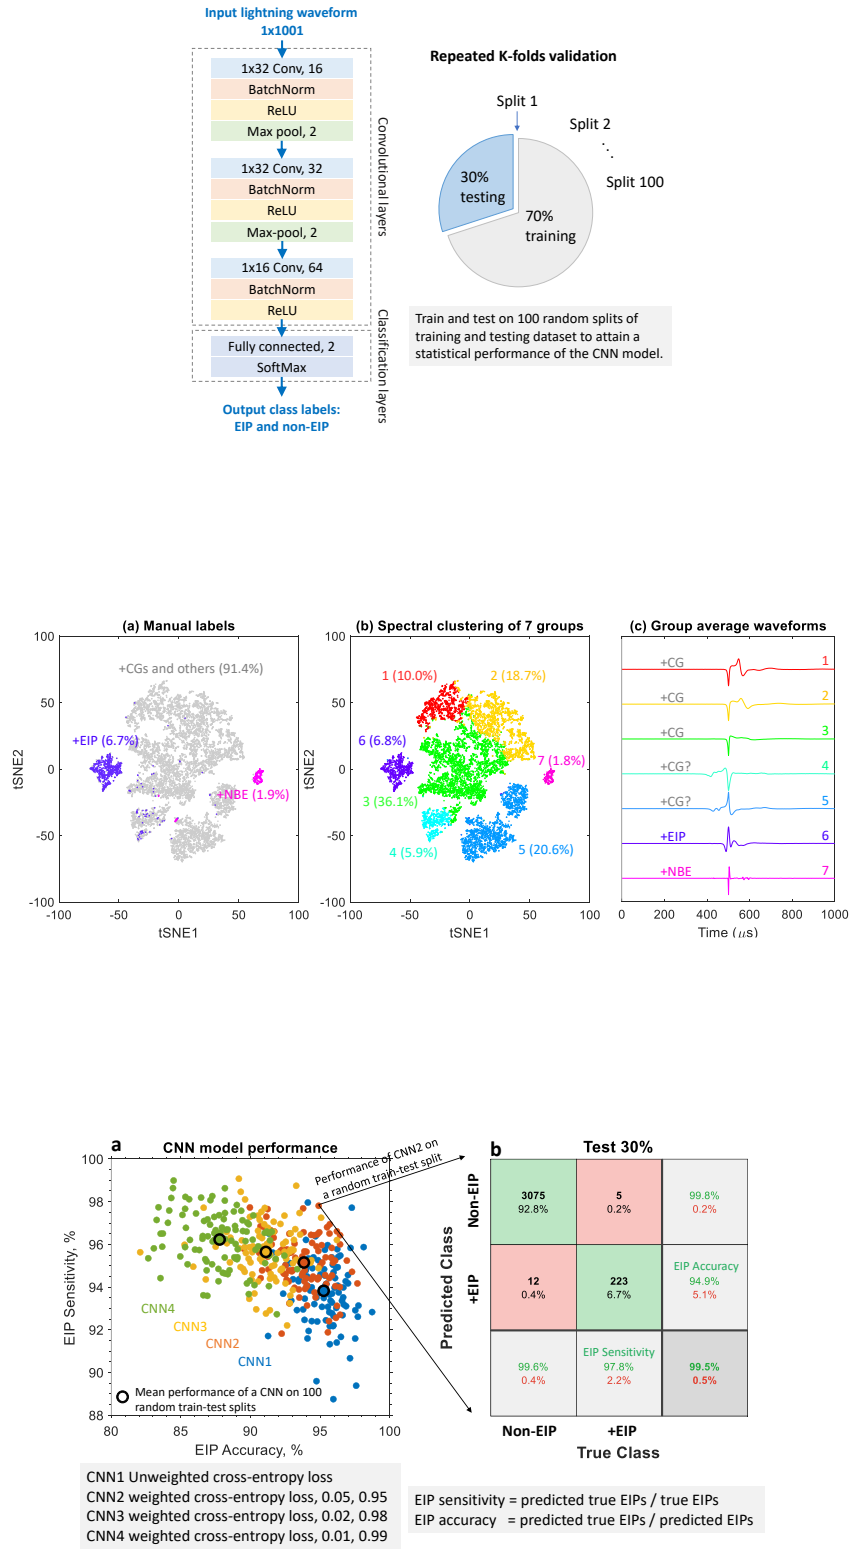 Input lightning waveform
1x1001
1x32 Conv, 16
BatchNorm
ReLU
Max pool, 2
1x32 Conv, 32
BatchNorm
ReLU
Max-pool, 2
1x16 Conv, 64
BatchNorm
ReLU
Convolutional layers
Fully connected, 2
SoftMax
Classification layers
Output class labels:
EIP and non-EIP
Repeated K-folds validation
Split 1
Split 2
Split 100
30%
testing
70%
training
Train and test on 100 random splits of
training and testing dataset to attain a
statistical performance of the CNN model.
(a) Manual labels
100
50
0
-50
-100
tSNE2
+CGs and others (91.4%)
+EIP (6.7%)
+NBE (1.9%)
-100 -50 0 50 100
tSNE1
(b) Spectral clustering of 7 groups
100
50
0
-50
-100
tSNE2
1 (10.0%)
2 (18.7%)
6 (6.8%)
7 (1.8%)
3 (36.1%)
4 (5.9%)
5 (20.6%)
-100 -50 0 50 100
tSNE1
(c) Group average waveforms
+CG 1
+CG 2
+CG 3
+CG? 4
+CG? 5
+EIP 6
+NBE 7
0 200 400 600 800 1000
Time (μs)
a
CNN model performance
100
98
96
94
92
90
88
EIP Sensitivity, %
CNN4
CNN3
CNN2
CNN1
Mean performance of a CNN on 100
random train-test splits
80 85 90 95 100
EIP Accuracy, %
Performance of CNN2 on
a random train-test split
b
Test 30%
Predicted Class
Non-EIP
+EIP
3075
92.8%
5
0.2%
99.8%
0.2%
12
0.4%
223
6.7%
EIP Accuracy
94.9%
5.1%
99.6%
0.4%
EIP Sensitivity
97.8%
2.2%
99.5%
0.5%
Non-EIP +EIP
True Class
CNN1 Unweighted cross-entropy loss
CNN2 weighted cross-entropy loss, 0.05, 0.95
CNN3 weighted cross-entropy loss, 0.02, 0.98
CNN4 weighted cross-entropy loss, 0.01, 0.99
EIP sensitivity = predicted true EIPs / true EIPs
EIP accuracy = predicted true EIPs / predicted EIPs